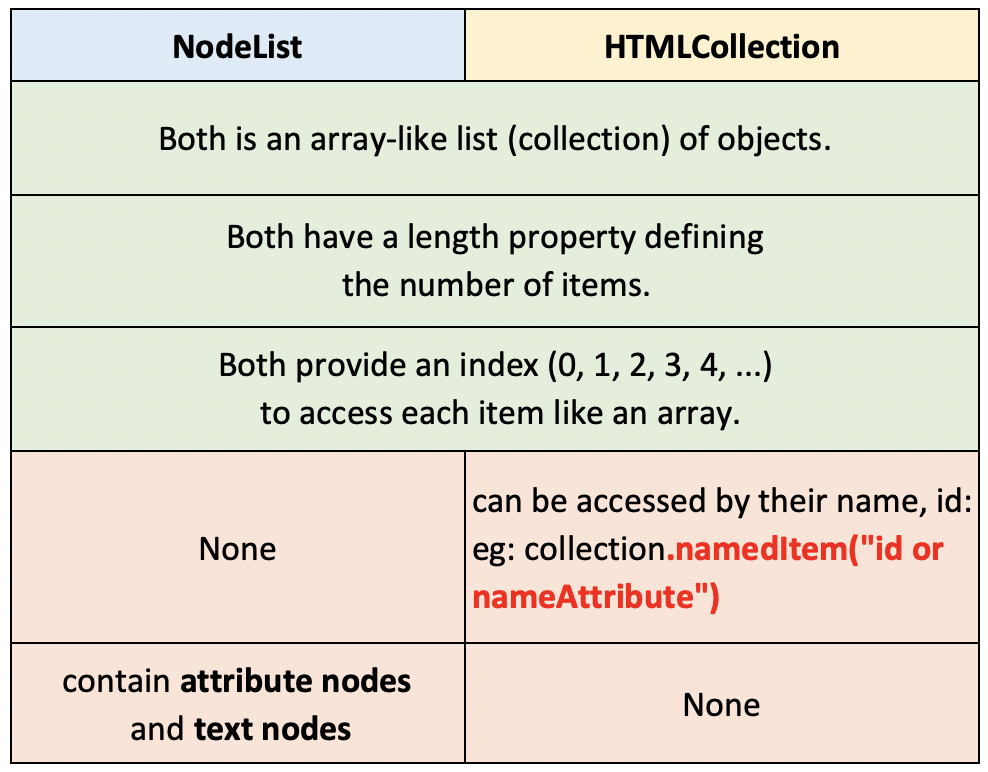 NodeList
HTMLCollection
Both is an array-like list (collection) of objects.
Both have a length property defining
the number of items.
Both provide an index (0, 1, 2, 3, 4, ...)
to access each item like an array.
None
can be accessed by their name, id:
eg: collection.namedItem("id or
nameAttribute")
contain attribute nodes
and text nodes
None